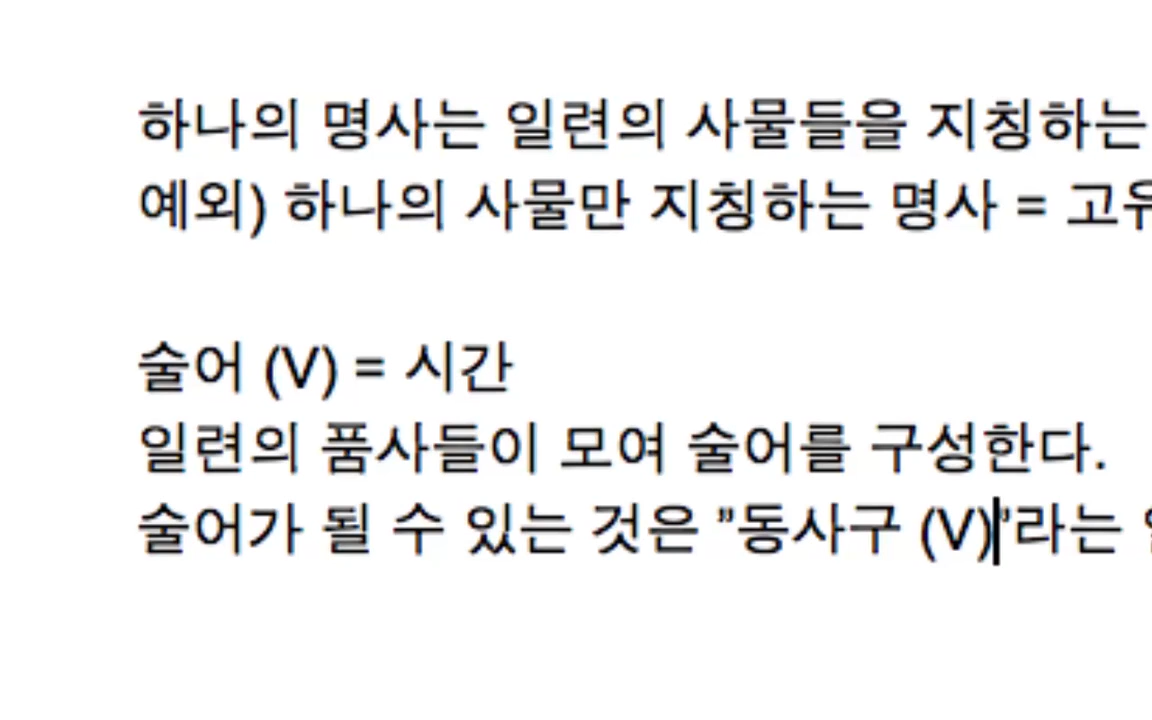 하나의 명사는 일련의 사물들을 지칭하는
예외) 하나의 사물만 지칭하는 명사 = 고유
술어 (V) = 시간
일련의 품사들이 모여 술어를 구성한다.
술어가 될 수 있는 것은 "동사구 (V)"라는